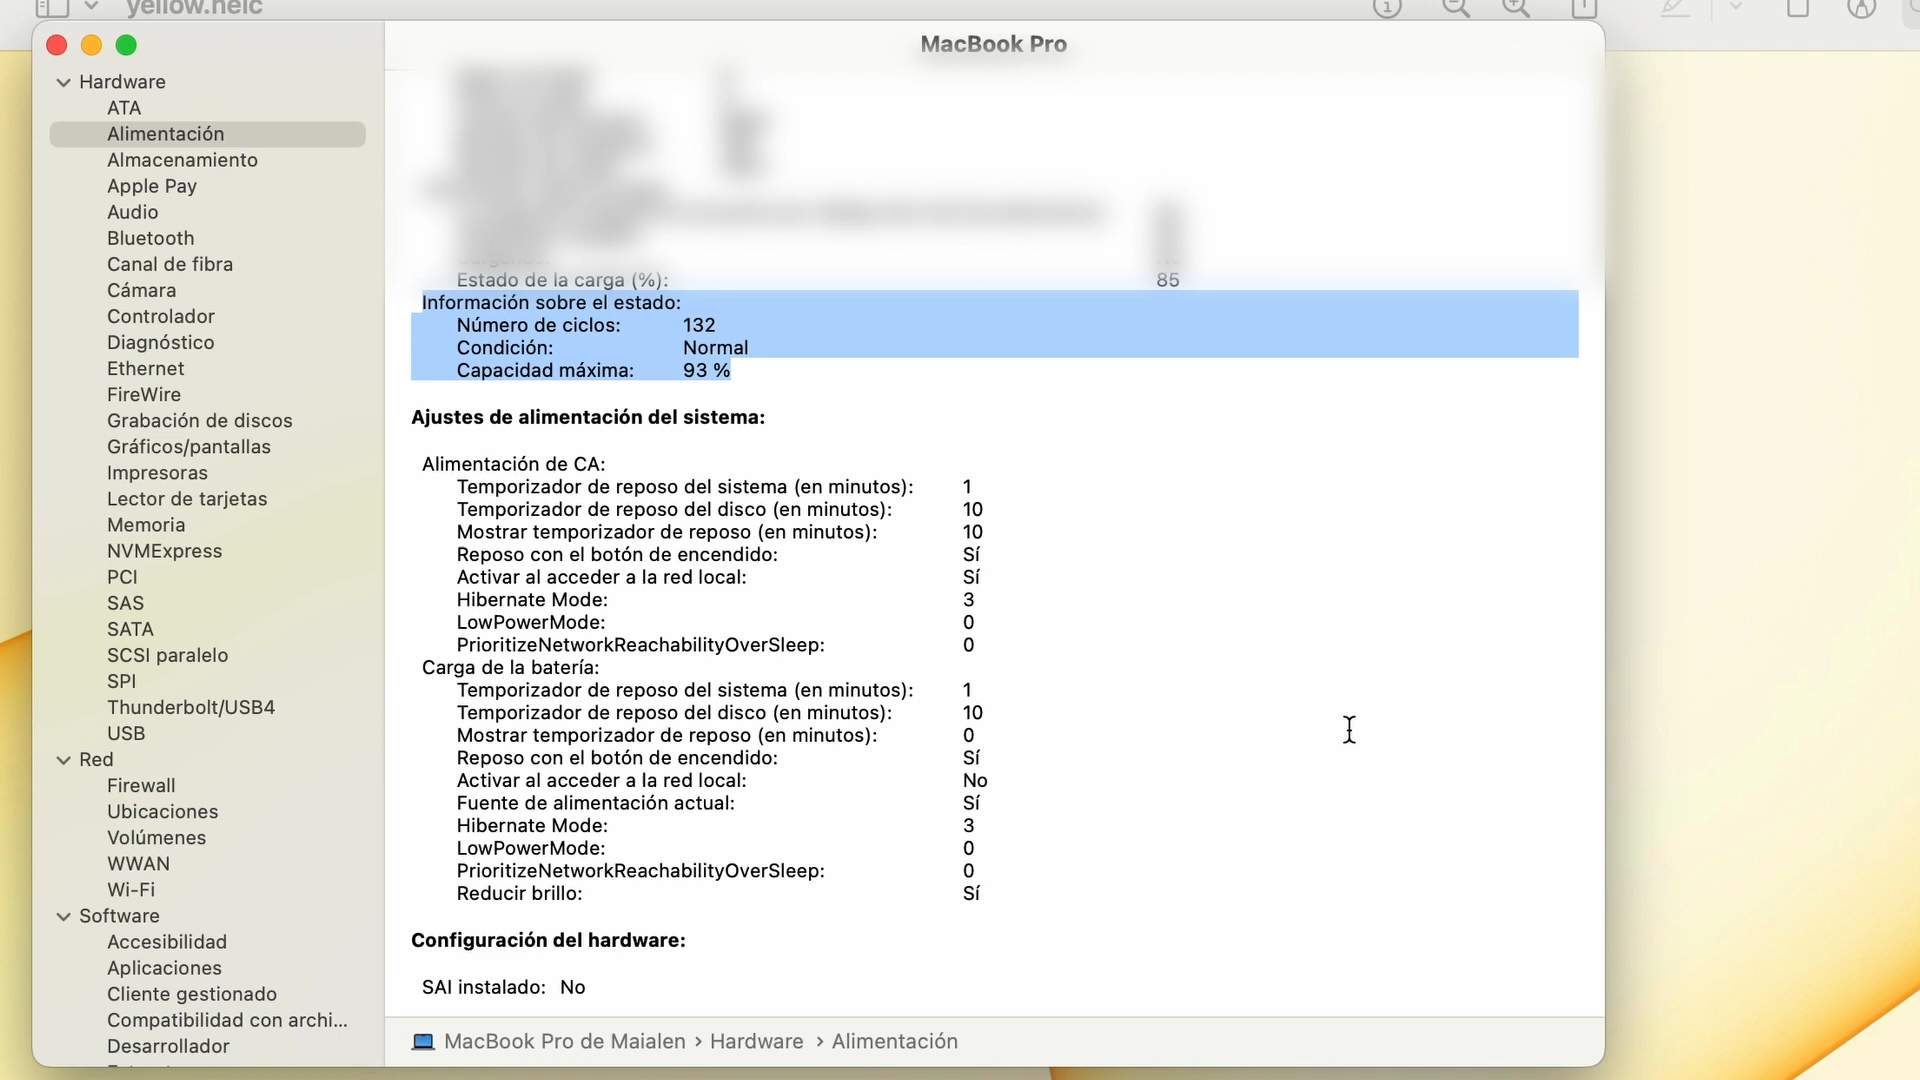 yellow.heic
MacBook Pro
Hardware
ATA
Alimentación
Almacenamiento
Apple Pay
Audio
Bluetooth
Canal de fibra
Cámara
Controlador
Diagnóstico
Ethernet
FireWire
Grabación de discos
Gráficos/pantallas
Impresoras
Lector de tarjetas
Memoria
NVMExpress
PCI
SAS
SATA
SCSI paralelo
SPI
Thunderbolt/USB4
USB
Red
Firewall
Ubicaciones
Volúmenes
WWAN
Wi-Fi
Software
Accesibilidad
Aplicaciones
Cliente gestionado
Compatibilidad con archi...
Desarrollador
Estado de la carga (%): 85
Información sobre el estado:
Número de ciclos: 132
Condición: Normal
Capacidad máxima: 93 %
Ajustes de alimentación del sistema:
Alimentación de CA:
Temporizador de reposo del sistema (en minutos): 1
Temporizador de reposo del disco (en minutos): 10
Mostrar temporizador de reposo (en minutos): 10
Reposo con el botón de encendido: Sí
Activar al acceder a la red local: Sí
Hibernate Mode: 3
LowPowerMode: 0
PrioritizeNetworkReachabilityOverSleep: 0
Carga de la batería:
Temporizador de reposo del sistema (en minutos): 1
Temporizador de reposo del disco (en minutos): 10
Mostrar temporizador de reposo (en minutos): 0
Reposo con el botón de encendido: Sí
Activar al acceder a la red local: No
Fuente de alimentación actual: Sí
Hibernate Mode: 3
LowPowerMode: 0
PrioritizeNetworkReachabilityOverSleep: 0
Reducir brillo: Sí
Configuración del hardware:
SAI instalado: No
MacBook Pro de Maialen › Hardware › Alimentación